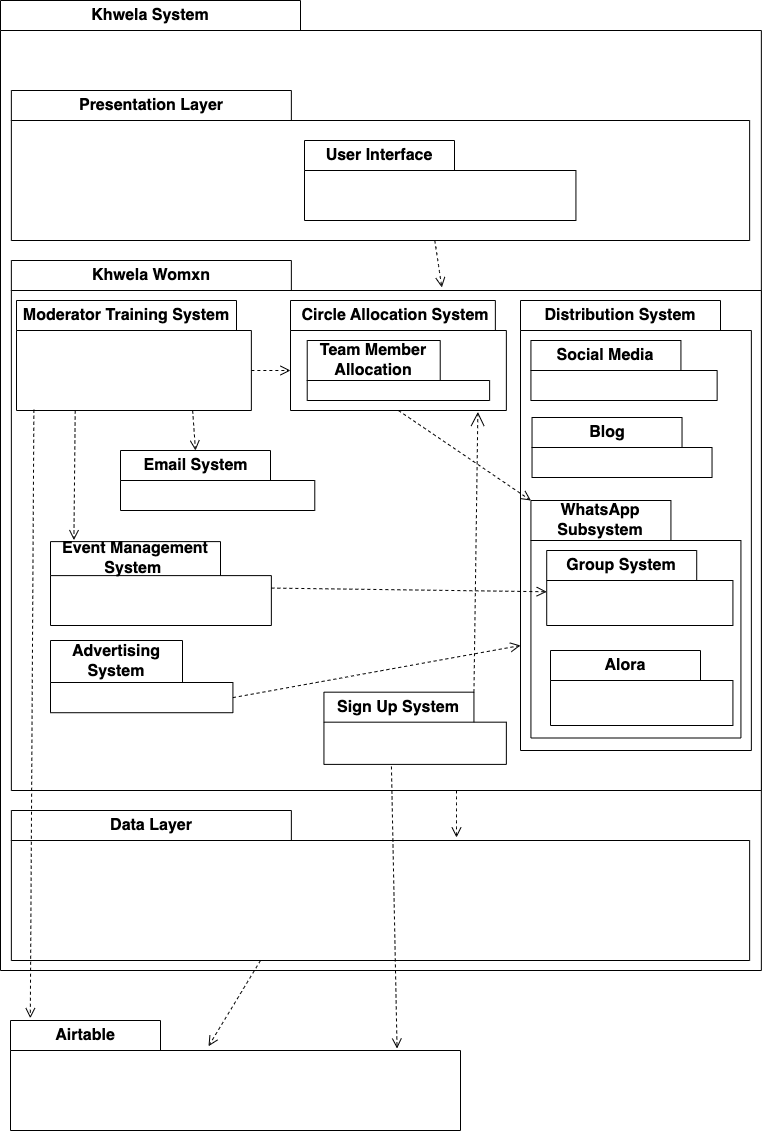 Khwela System
Presentation Layer
User Interface
Khwela Womxn
Moderator Training System
Circle Allocation System
Distribution System
Team Member
Allocation
Social Media
Blog
Email System
WhatsApp
Subsystem
Event Management
System
Group System
Advertising
System
Alora
Sign Up System
Data Layer
Airtable